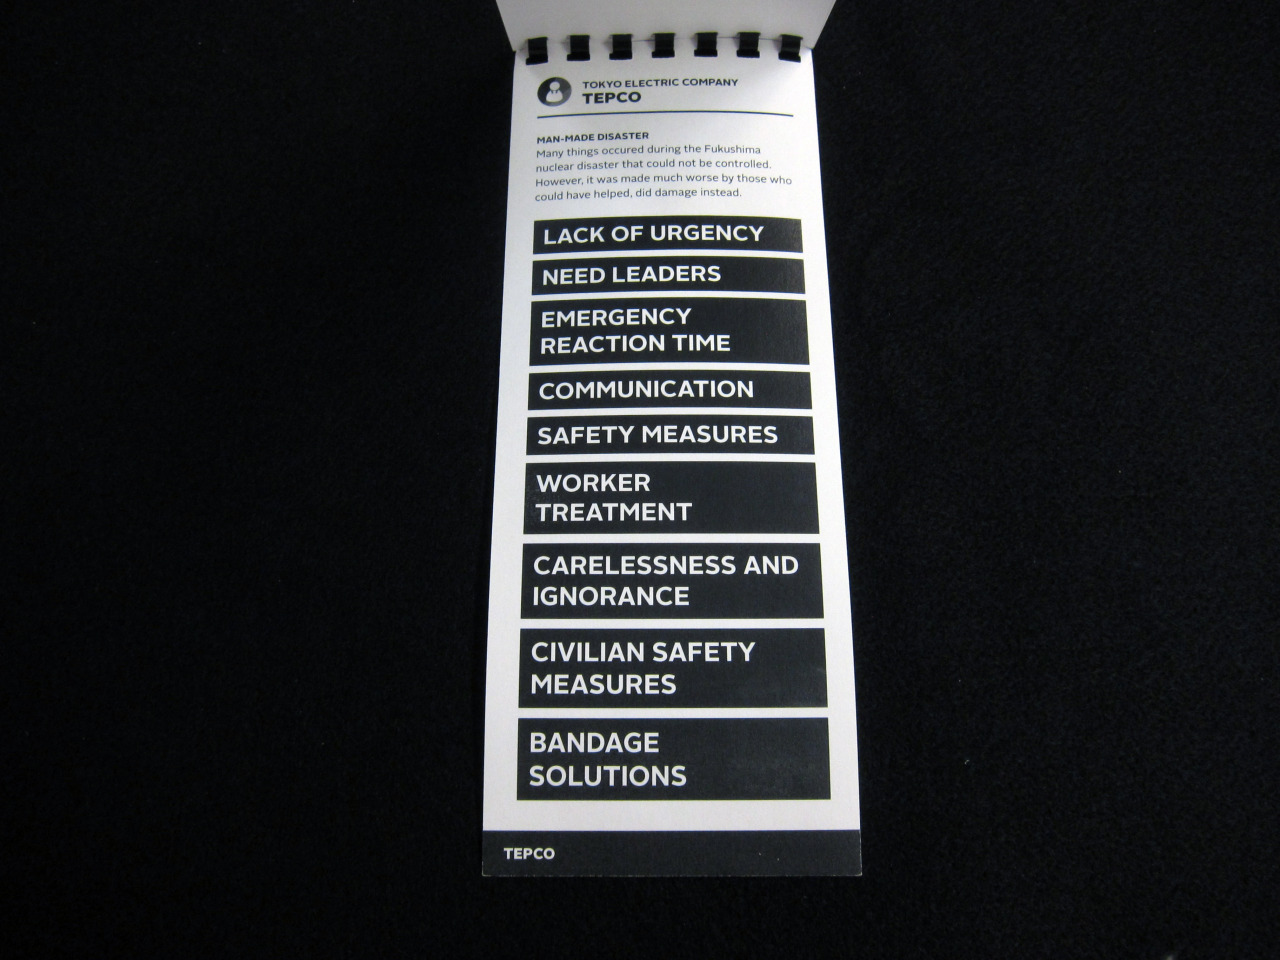 TOKYO ELECTRIC COMPANY
TEPCO
MAN-MADE DISASTER
Many things occured during the Fukushima
nuclear disaster that could not be controlled.
However, it was made much worse by those who
could have helped, did damage instead.
LACK OF URGENCY
NEED LEADERS
EMERGENCY
REACTION TIME
COMMUNICATION
SAFETY MEASURES
WORKER
TREATMENT
CARELESSNESS AND
IGNORANCE
CIVILIAN SAFETY
MEASURES
BANDAGE
SOLUTIONS
TEPCO